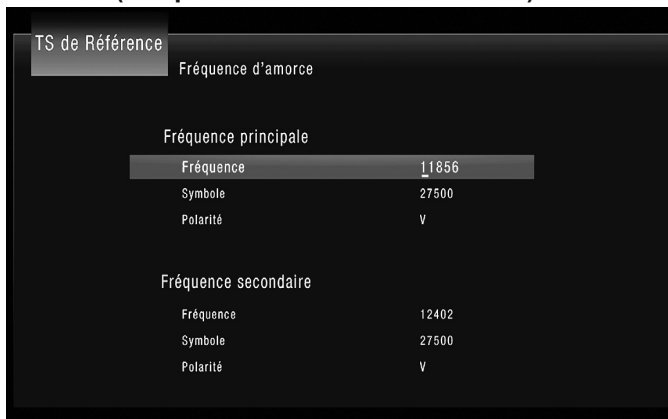 TS de Référence
Fréquence d'amorce
Fréquence principale
Fréquence 11856
Symbole 27500
Polarité V
Fréquence secondaire
Fréquence 12402
Symbole 27500
Polarité V